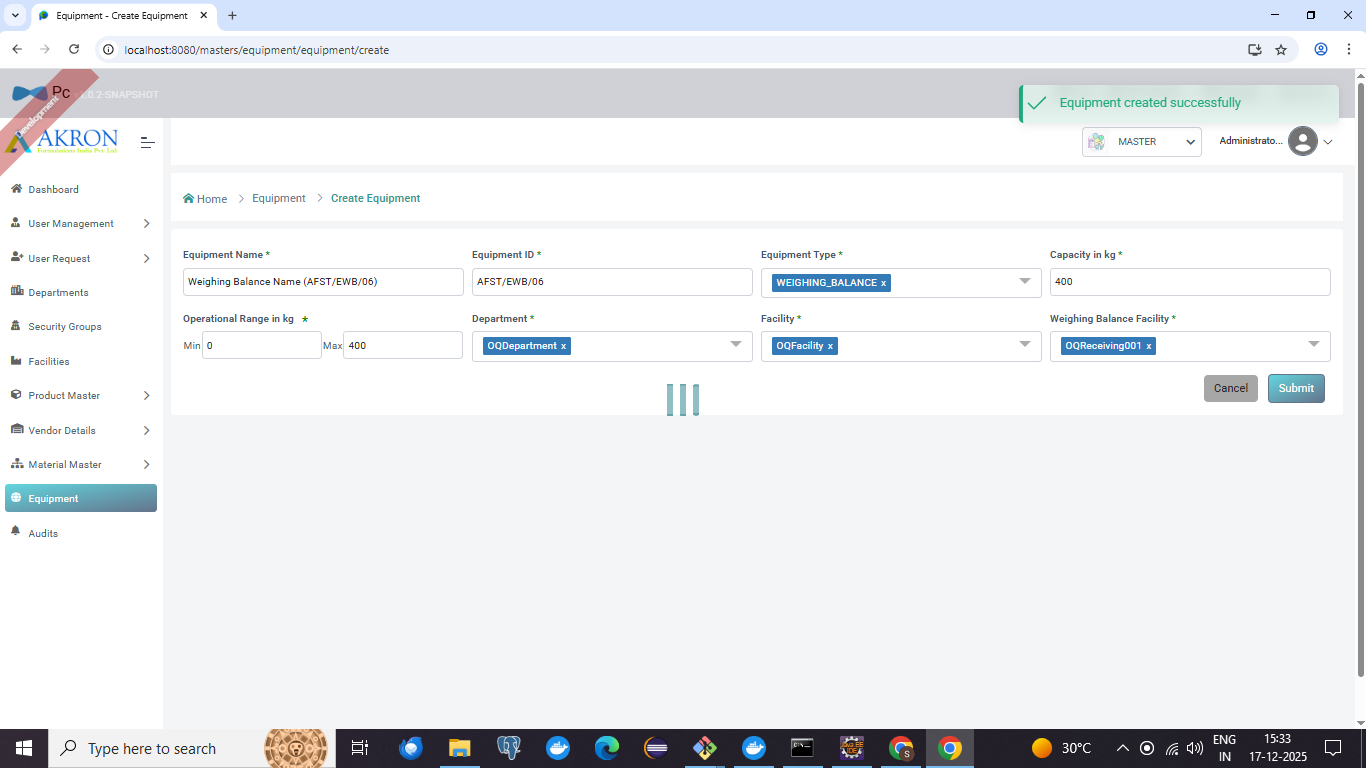 Equipment - Create Equipment
localhost:8080/masters/equipment/equipment/create
Pc
.0.2-SNAPSHOT
Development
Equipment created successfully
AKRON
Formulations India Pvt Ltd
MASTER
Administrato...
Dashboard
User Management
User Request
Departments
Security Groups
Facilities
Product Master
Vendor Details
Material Master
Equipment
Audits
Home
Equipment
Create Equipment
Equipment Name *
Equipment ID *
Equipment Type *
Capacity in kg *
Weighing Balance Name (AFST/EWB/06)
AFST/EWB/06
WEIGHING_BALANCE x
400
Operational Range in kg *
Department *
Facility *
Weighing Balance Facility *
Min 0
Max 400
OQDepartment x
OQFacility x
OQReceiving001 x
Cancel
Submit
Type here to search
30°C
ENG
IN
15:33
17-12-2025